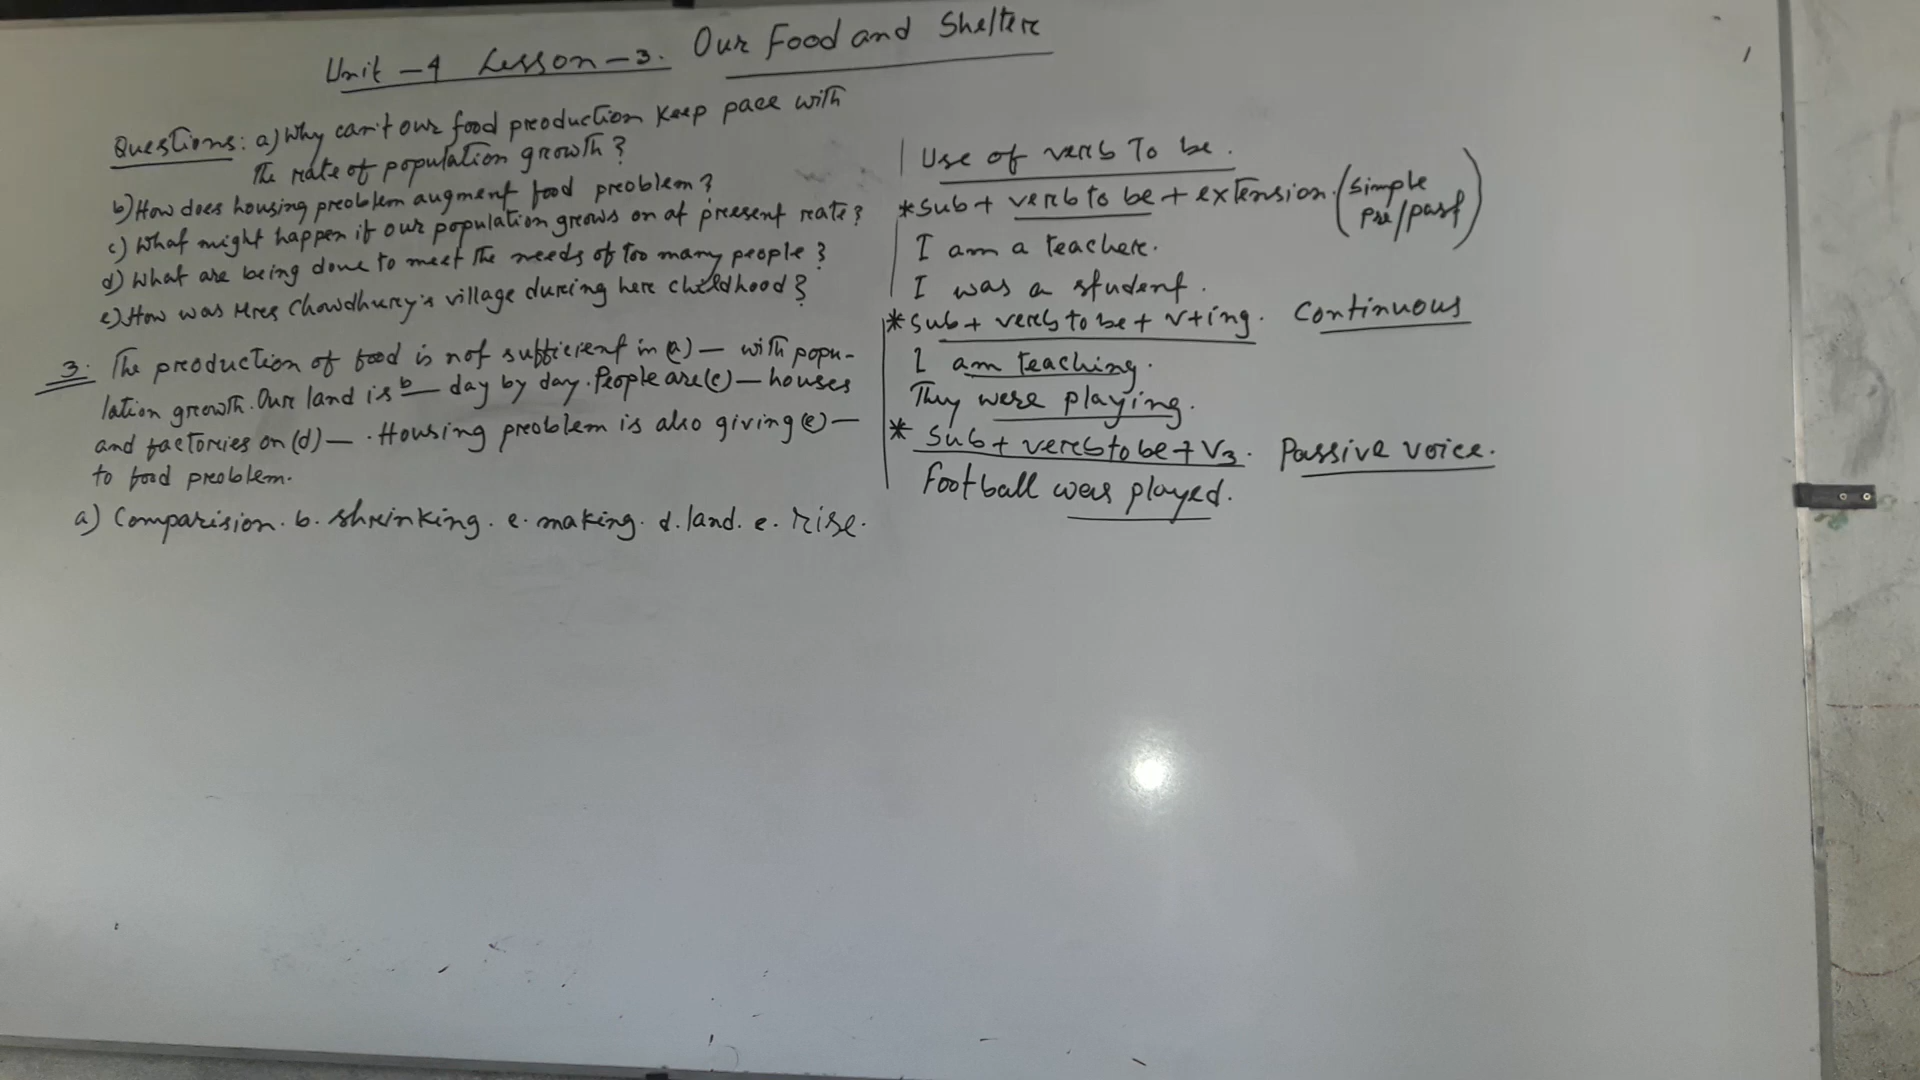 Unit - 4 Lesson - 3. Our Food and Shelter
Questions: a) Why can't our food production keep pace with
the rate of population growth?
b) How does housing problem augment food problem?
c) What might happen if our population grows on at present rate?
d) What are being done to meet the needs of too many people?
e) How was Mrs Chowdhury's village during her childhood?
3. The production of food is not sufficient in (a) — with popu-
lation growth. Our land is b— day by day. People are (c) — houses
and factories on (d) — . Housing problem is also giving (e) —
to food problem.
a) Comparision. b. shrinking. c. making. d. land. e. rise.
Use of verb to be.
* Sub + verb to be + extension. (simple
pre/past)
I am a teacher.
I was a student.
* Sub + verb to be + v+ing. Continuous
I am teaching.
They were playing.
* Sub + verb to be + V3. Passive voice.
Football was played.